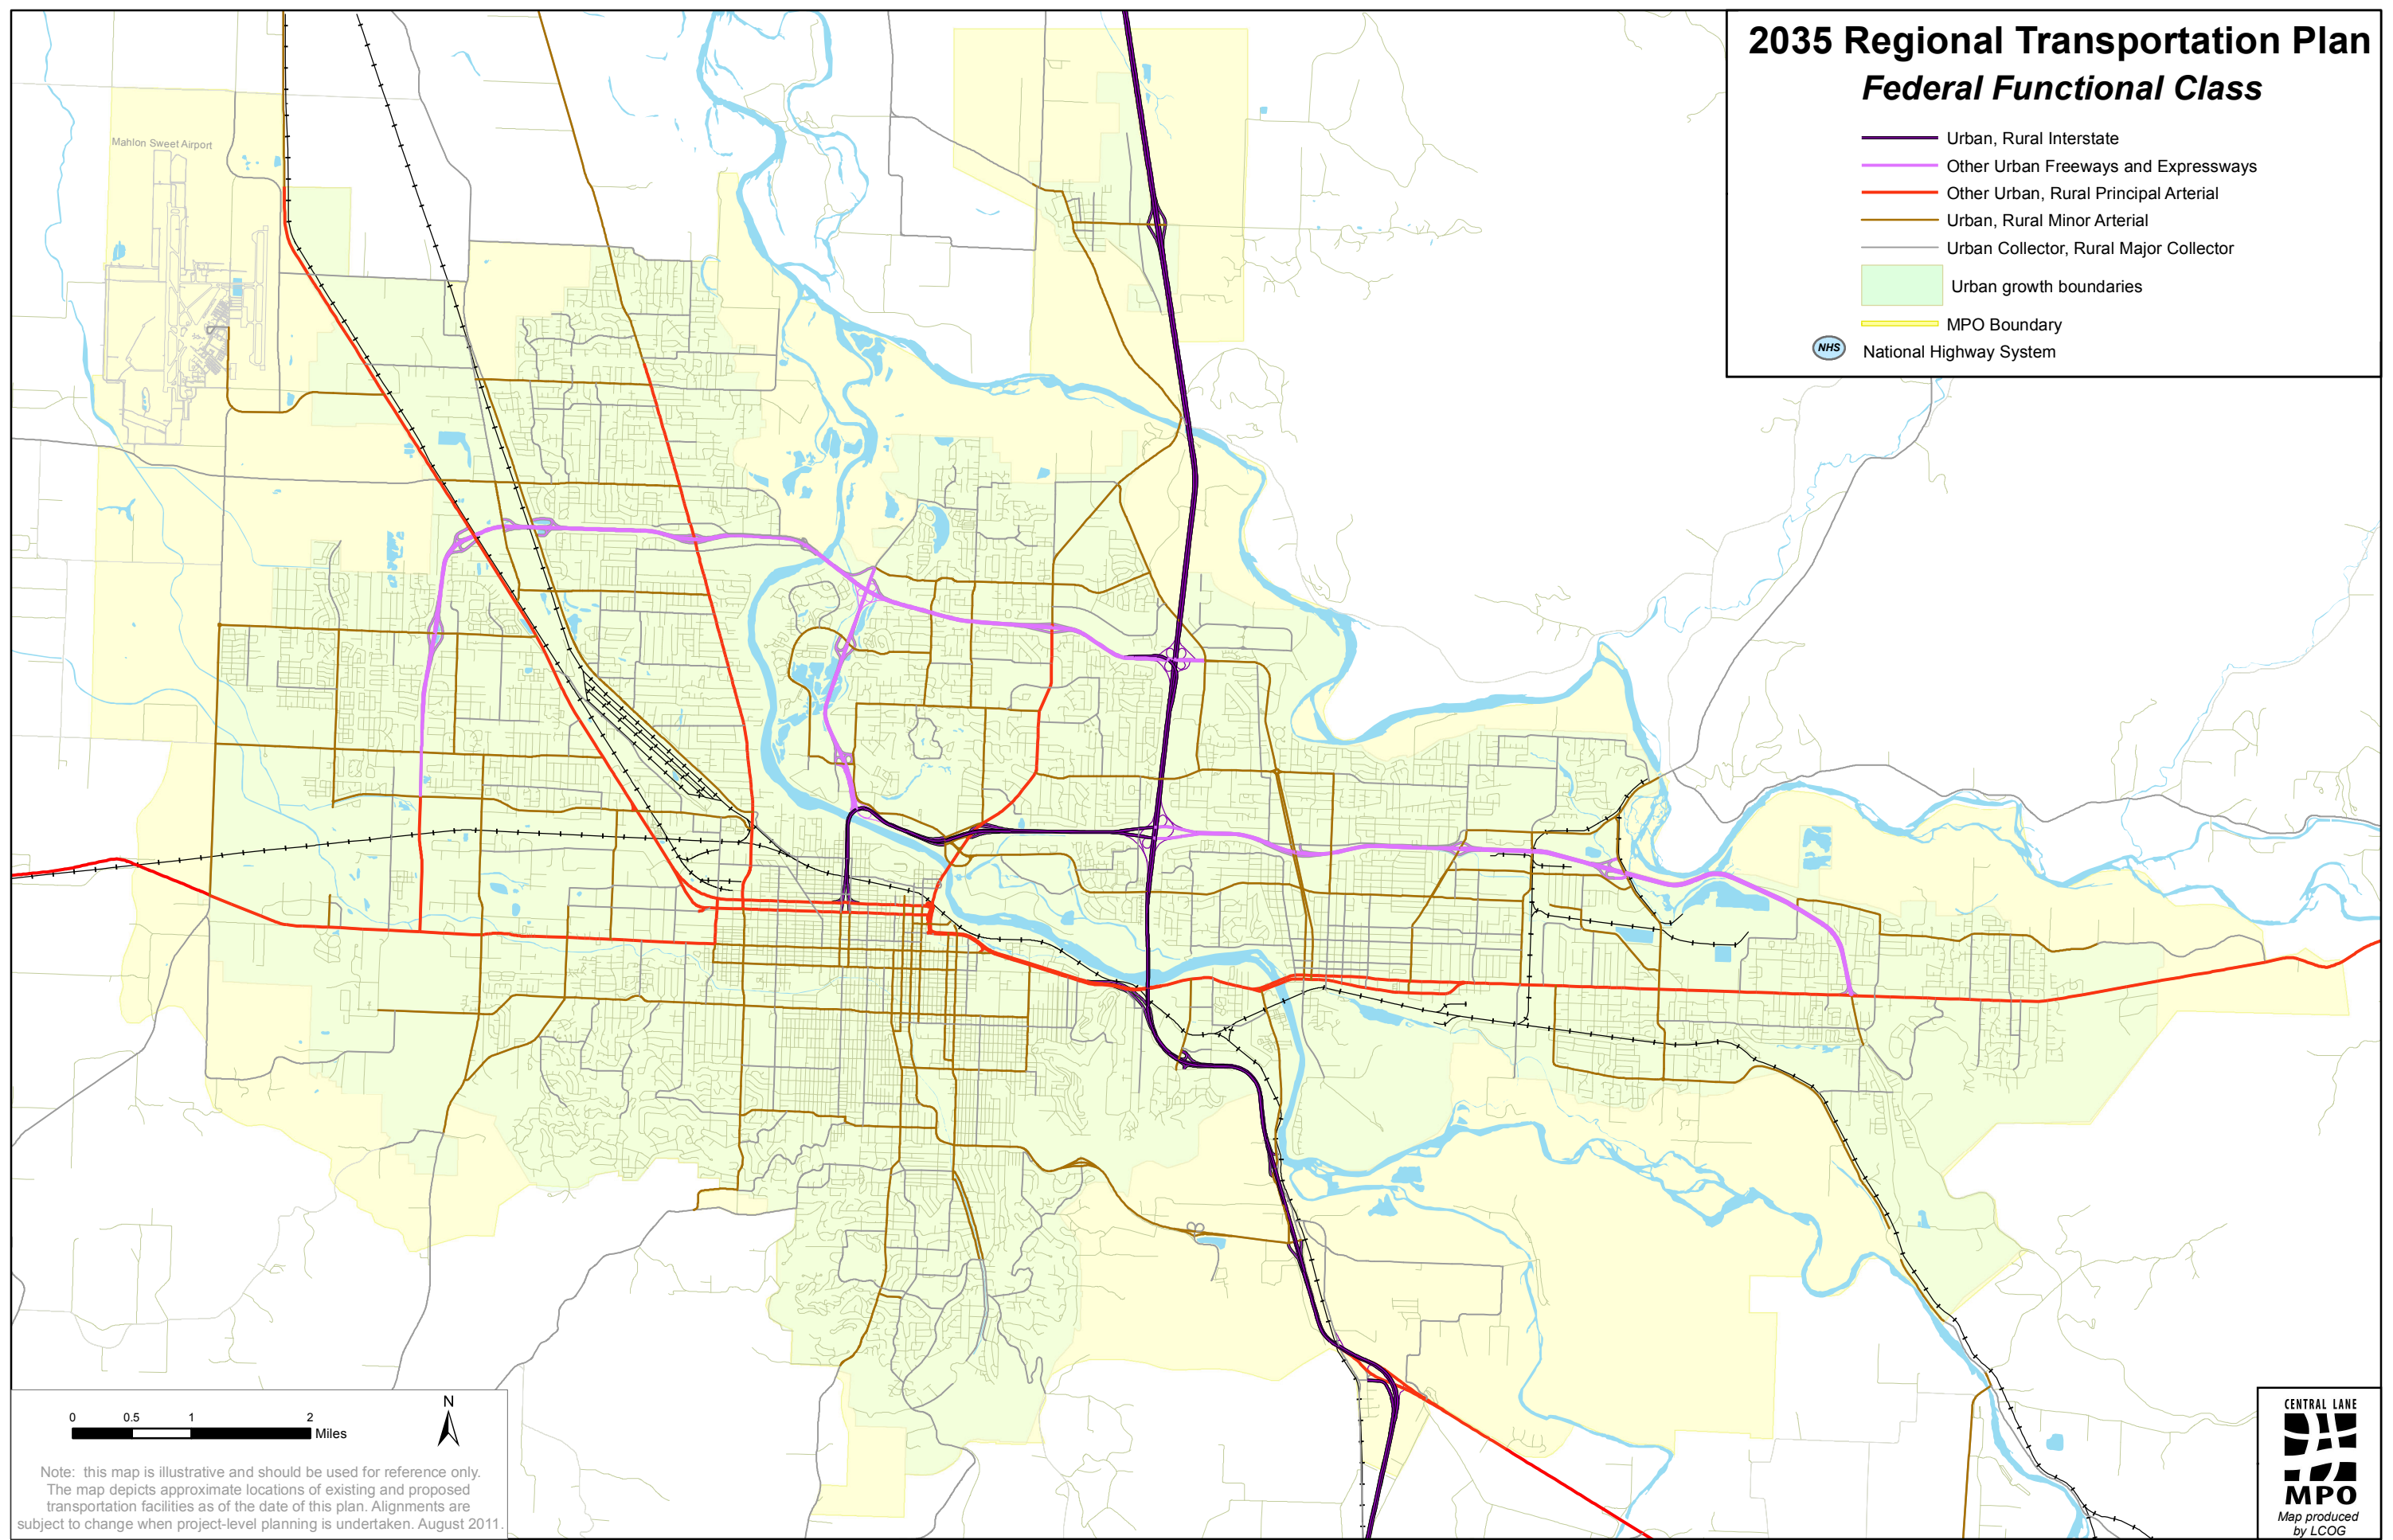 2035 Regional Transportation Plan
Federal Functional Class
Urban, Rural Interstate
Other Urban Freeways and Expressways
Other Urban, Rural Principal Arterial
Urban, Rural Minor Arterial
Urban Collector, Rural Major Collector
Urban growth boundaries
MPO Boundary
NHS National Highway System
Mahlon Sweet Airport
0 0.5 1 2
Miles
N
Note: this map is illustrative and should be used for reference only.
The map depicts approximate locations of existing and proposed
transportation facilities as of the date of this plan. Alignments are
subject to change when project-level planning is undertaken. August 2011.
CENTRAL LANE
MPO
Map produced
by LCOG